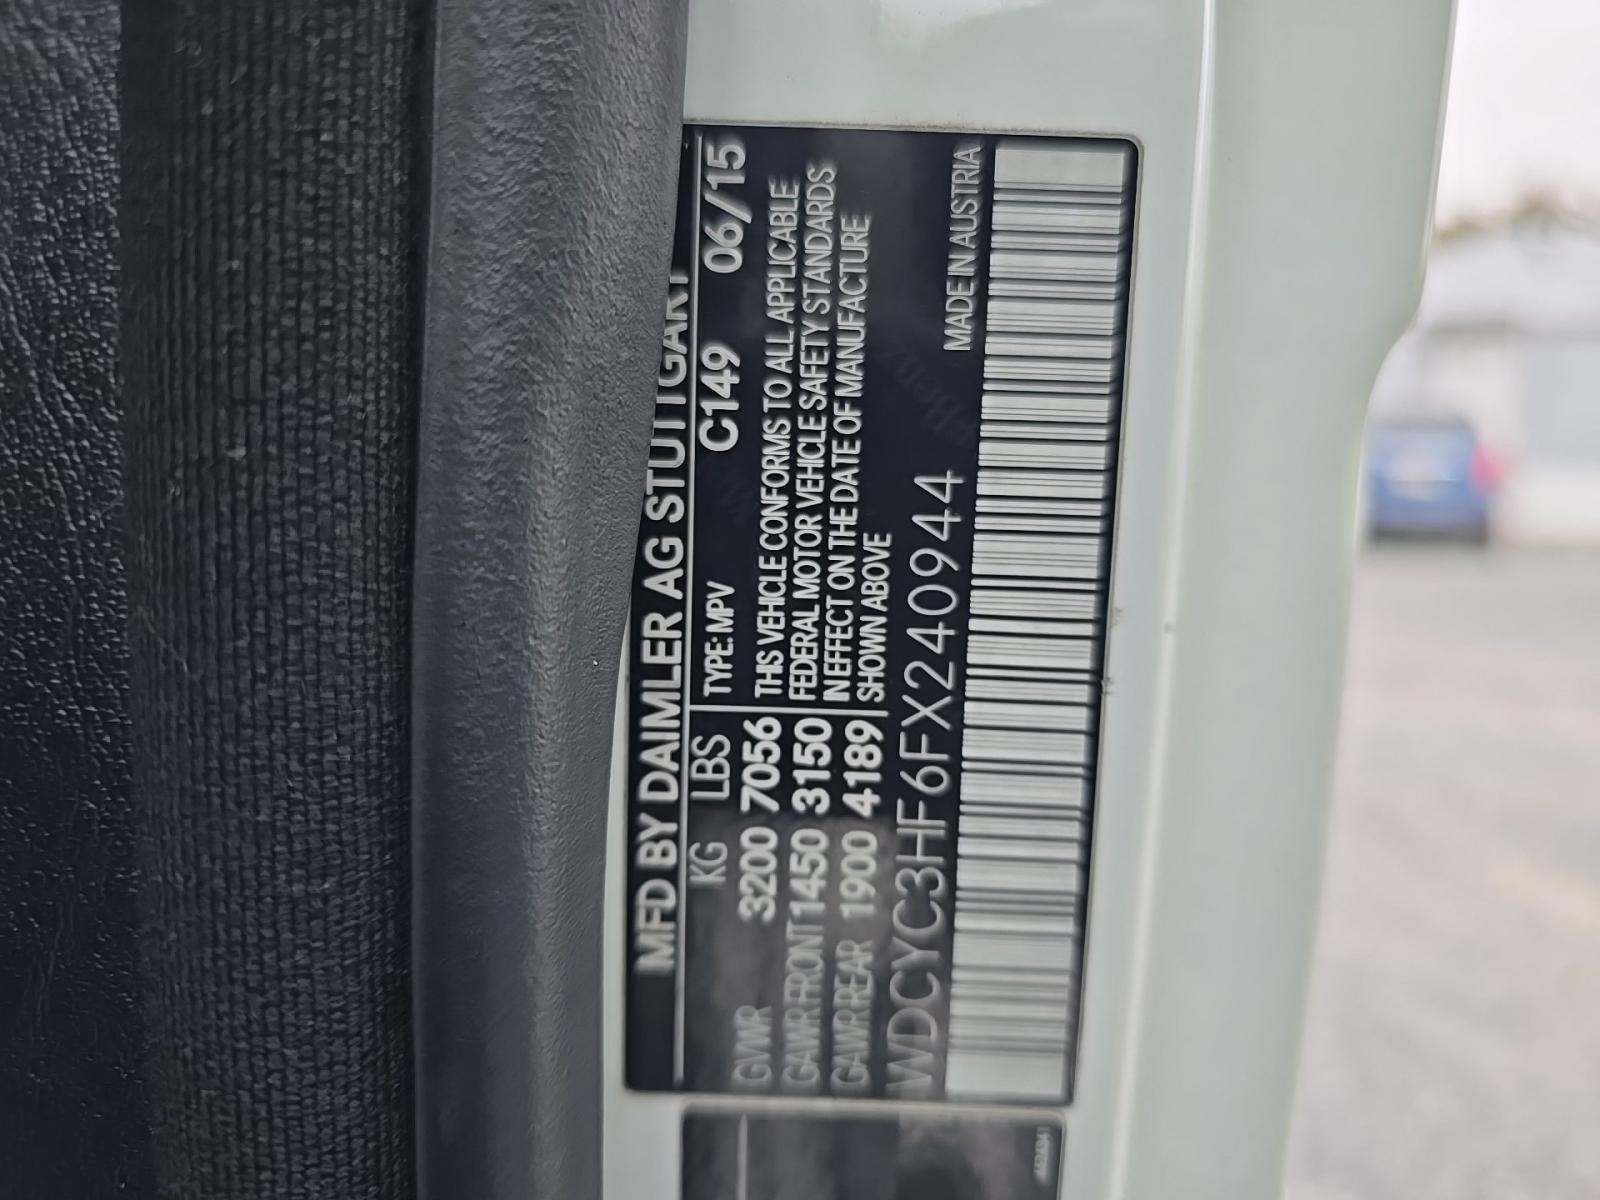 MFD BY DAIMLER AG STUTTGART
KG LBS TYPE: MPV C149 06/15
GVWR 3200 7056 THIS VEHICLE CONFORMS TO ALL APPLICABLE
GAWR FRONT 1450 3150 FEDERAL MOTOR VEHICLE SAFETY STANDARDS
GAWR REAR 1900 4189 IN EFFECT ON THE DATE OF MANUFACTURE
SHOWN ABOVE
WDCYC3HF6FX240944
MADE IN AUSTRIA